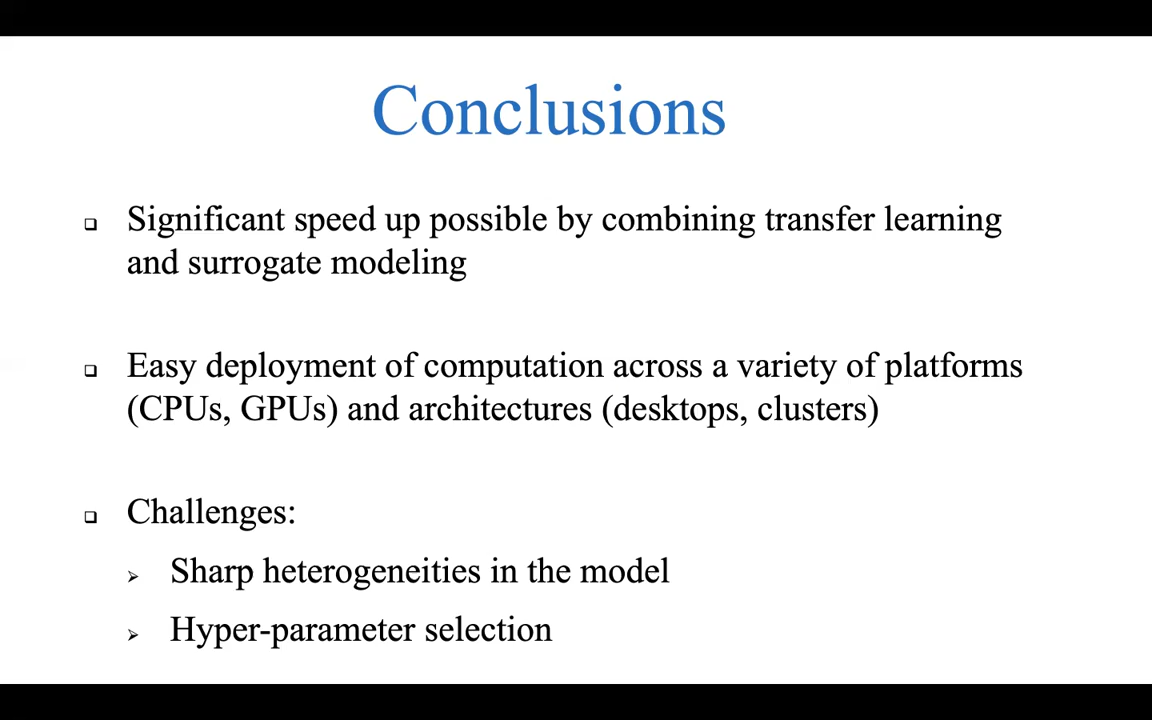 Conclusions
❑ Significant speed up possible by combining transfer learning
and surrogate modeling
❑ Easy deployment of computation across a variety of platforms
(CPUs, GPUs) and architectures (desktops, clusters)
❑ Challenges:
➢ Sharp heterogeneities in the model
➢ Hyper-parameter selection